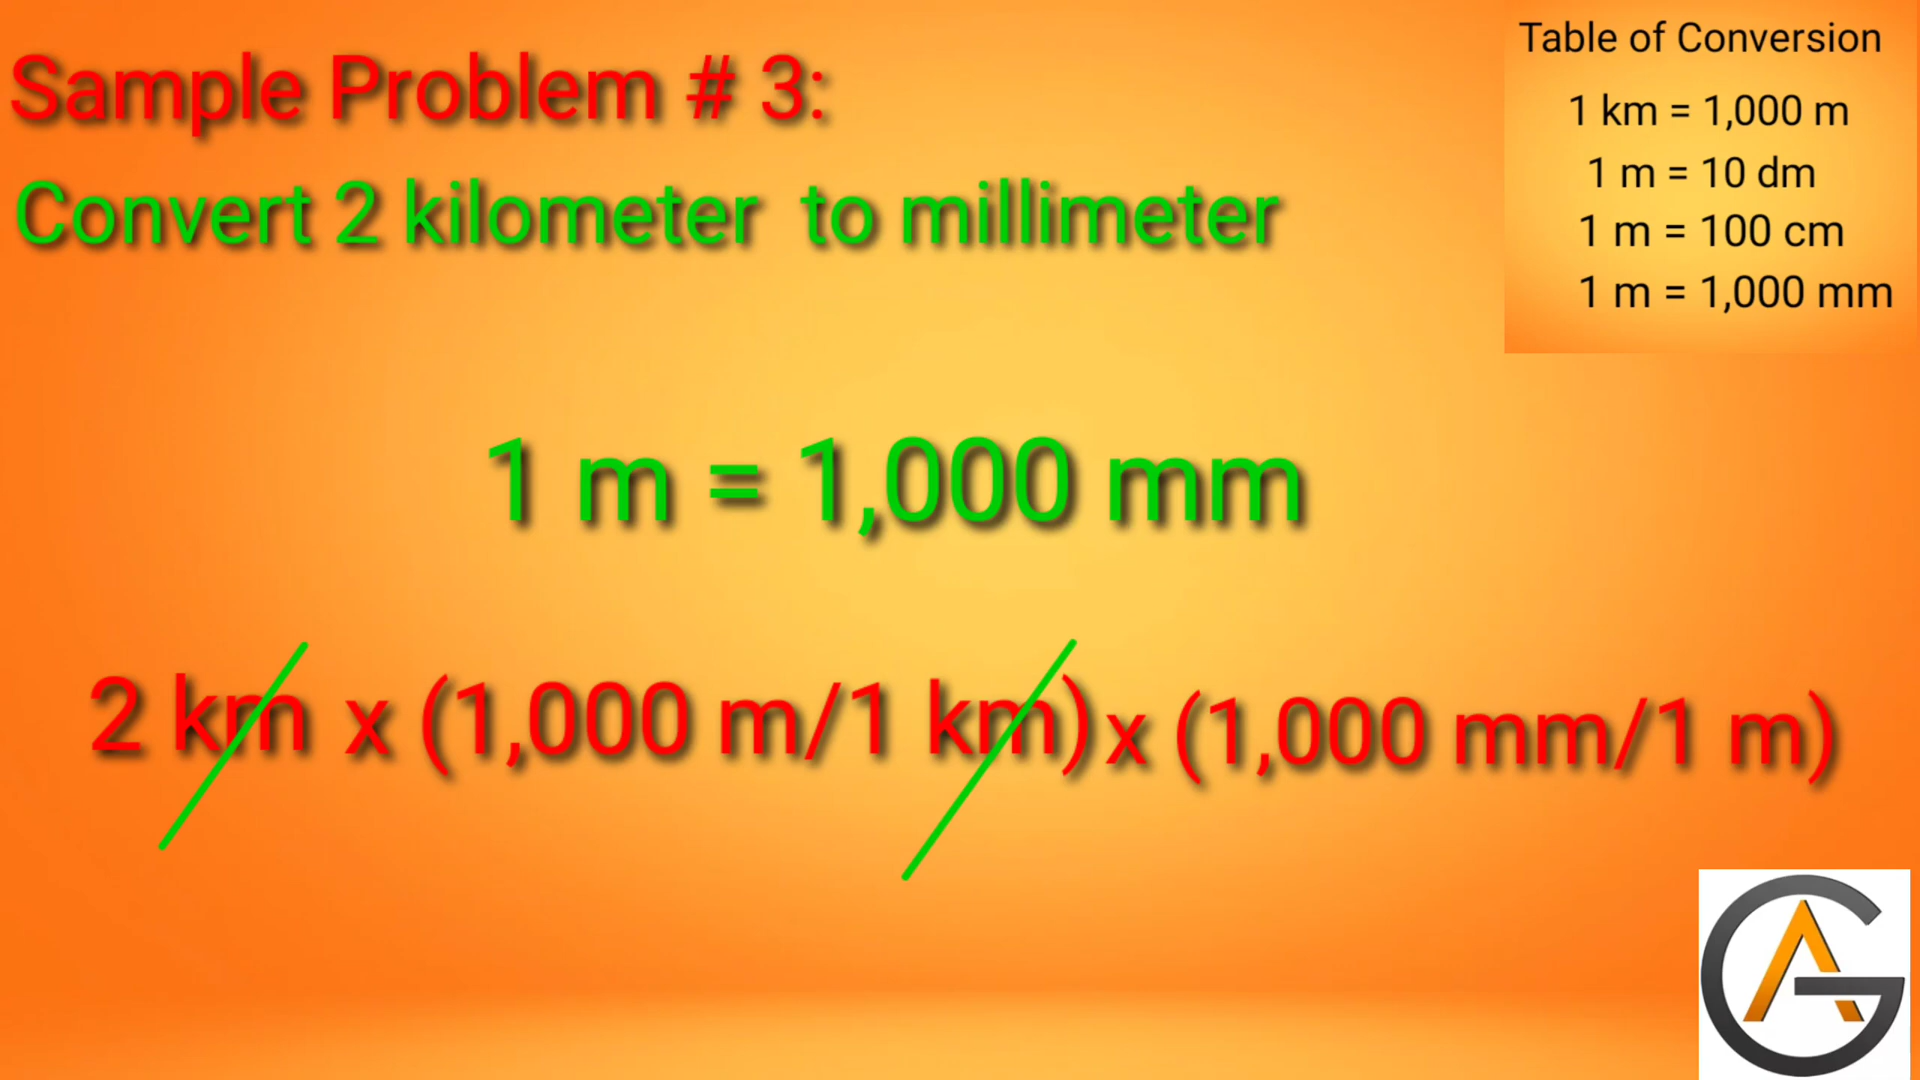 Sample Problem # 3:
Convert 2 kilometer to millimeter
Table of Conversion
1 km = 1,000 m
1 m = 10 dm
1 m = 100 cm
1 m = 1,000 mm
1 m = 1,000 mm
2 km x (1,000 m/1 km) x (1,000 mm/1 m)
AG